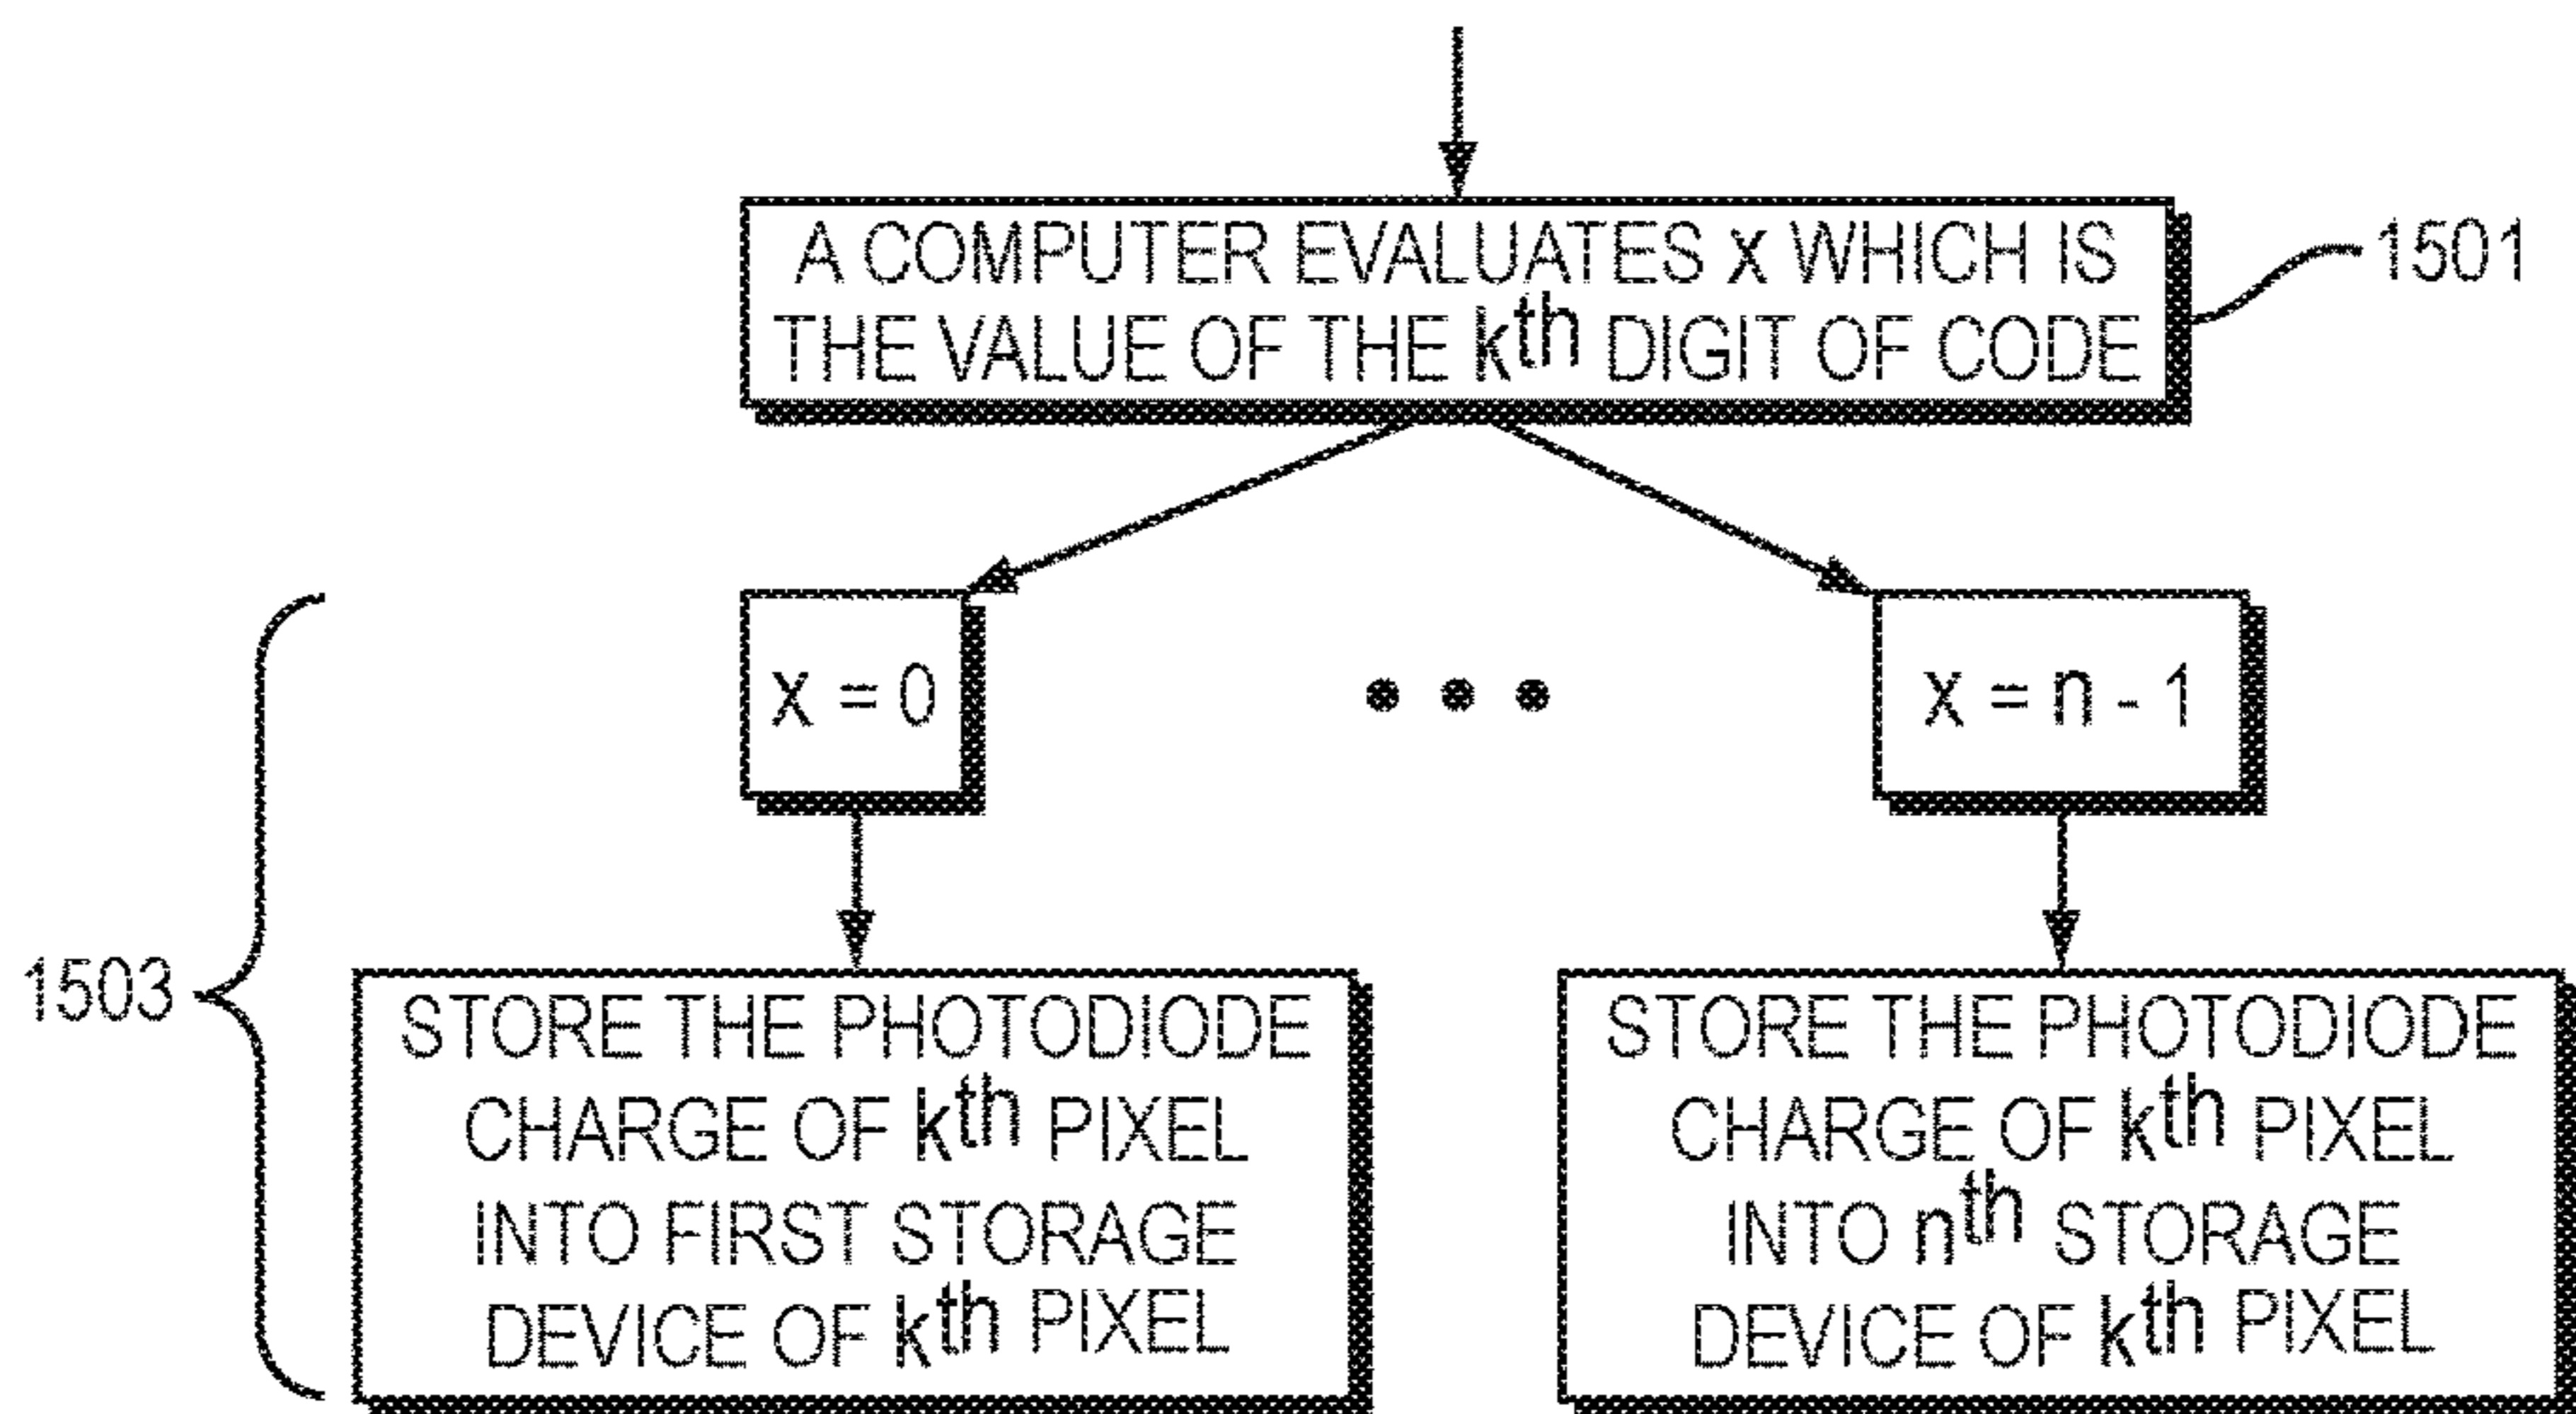 A COMPUTER EVALUATES x WHICH IS
THE VALUE OF THE kth DIGIT OF CODE
1501
x = 0
• • •
x = n - 1
1503
STORE THE PHOTODIODE
CHARGE OF kth PIXEL
INTO FIRST STORAGE
DEVICE OF kth PIXEL
STORE THE PHOTODIODE
CHARGE OF kth PIXEL
INTO nth STORAGE
DEVICE OF kth PIXEL